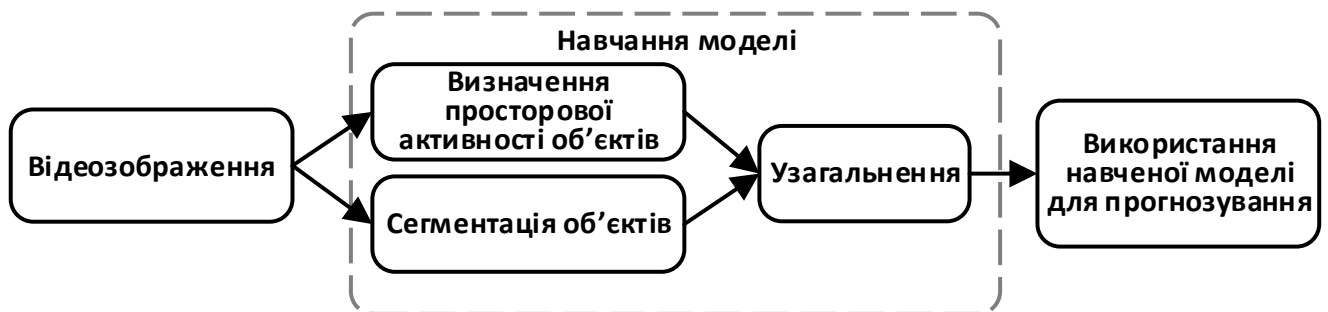 Навчання моделі
Відеозображення
Визначення
просторової
активності об’єктів
Сегментація об’єктів
Узагальнення
Використання
навченої моделі
для прогнозування